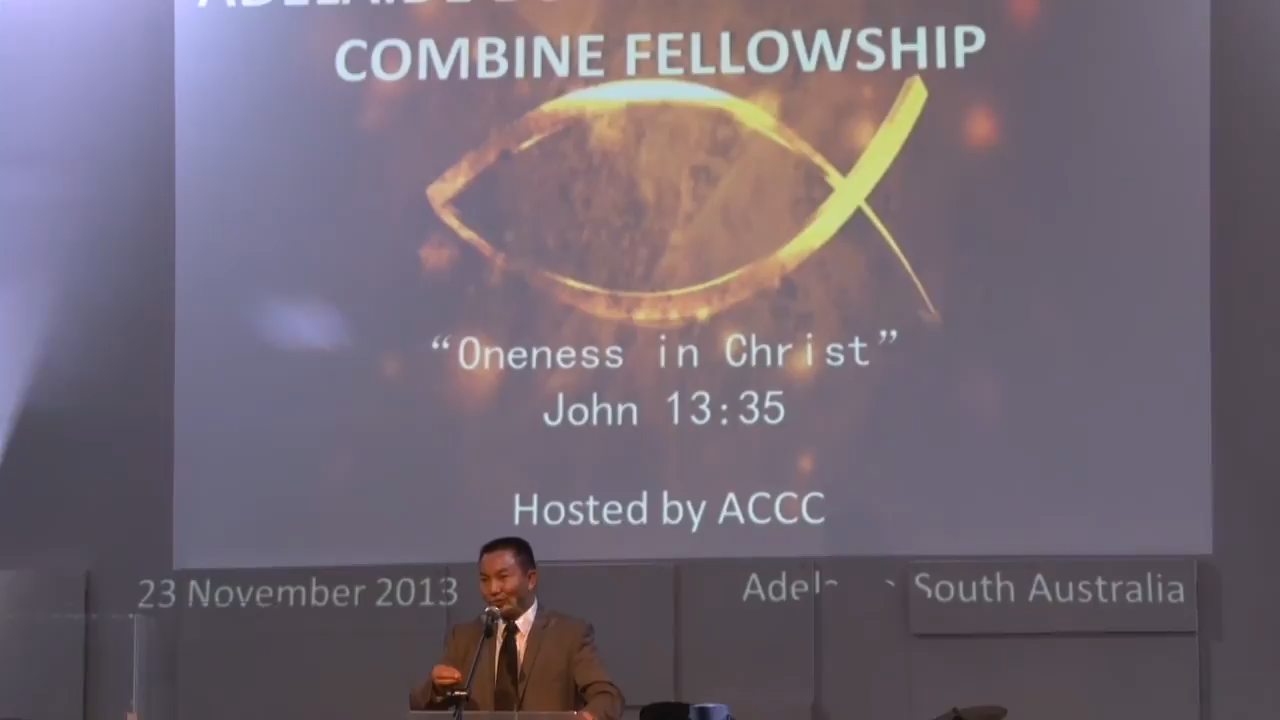 COMBINE FELLOWSHIP
“Oneness in Christ”
John 13:35
Hosted by ACCC
23 November 2013
South Australia